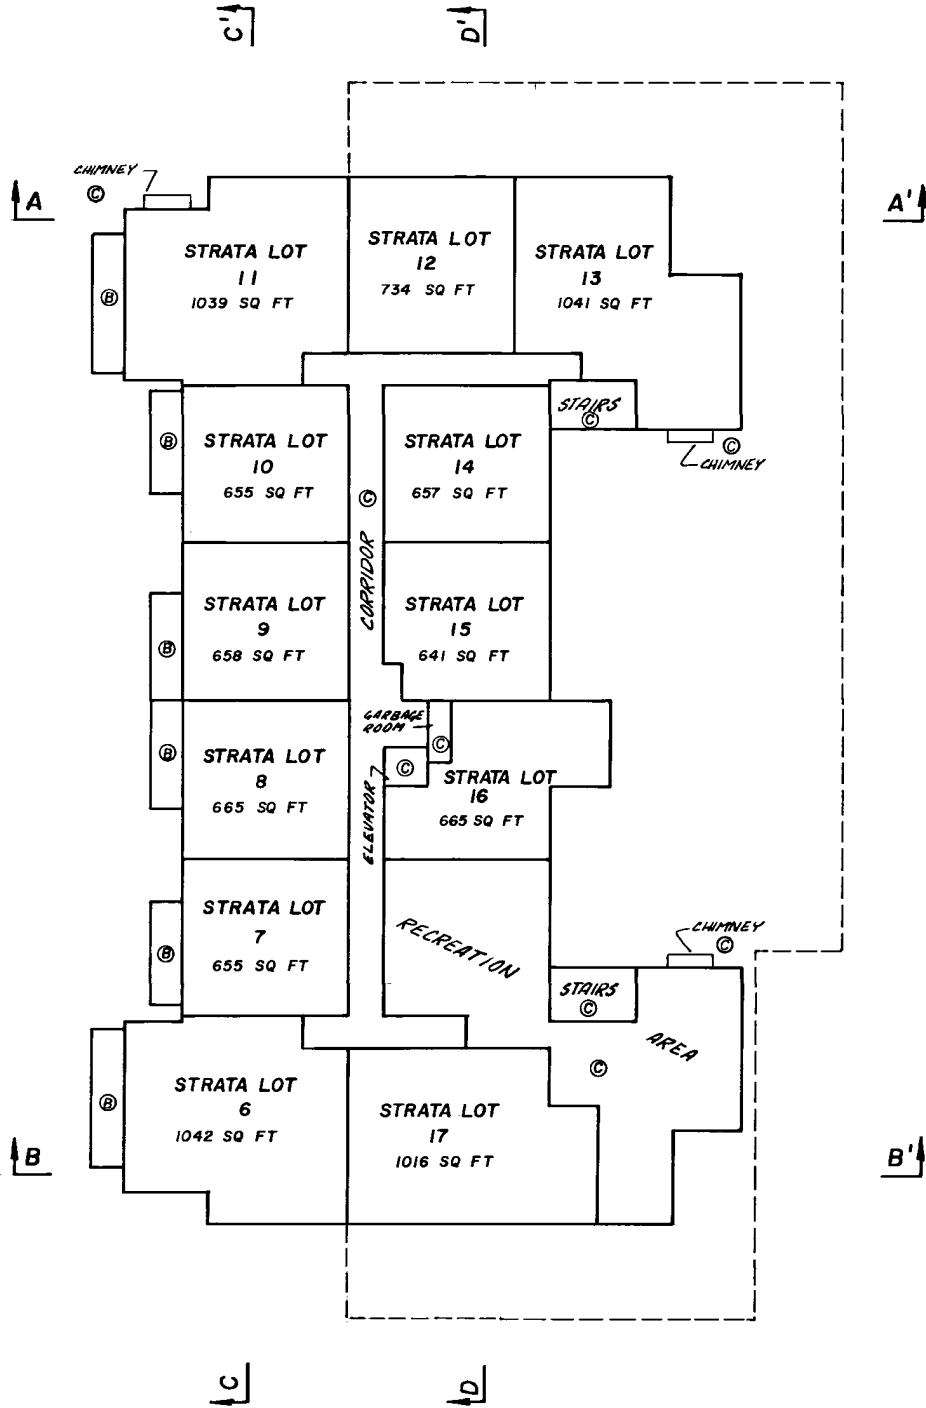 C'
D'
CHIMNEY
C
A
A'
STRATA LOT
11
1039 SQ FT
STRATA LOT
12
734 SQ FT
STRATA LOT
13
1041 SQ FT
B
STAIRS
C
C
CHIMNEY
B
STRATA LOT
10
655 SQ FT
STRATA LOT
14
657 SQ FT
C
CORRIDOR
STRATA LOT
9
658 SQ FT
B
STRATA LOT
15
641 SQ FT
GARBAGE
ROOM
C
C
ELEVATOR
B
STRATA LOT
8
665 SQ FT
STRATA LOT
16
665 SQ FT
STRATA LOT
7
655 SQ FT
B
RECREATION
AREA
CHIMNEY
C
STAIRS
C
C
B
STRATA LOT
6
1042 SQ FT
STRATA LOT
17
1016 SQ FT
B
B'
C
D